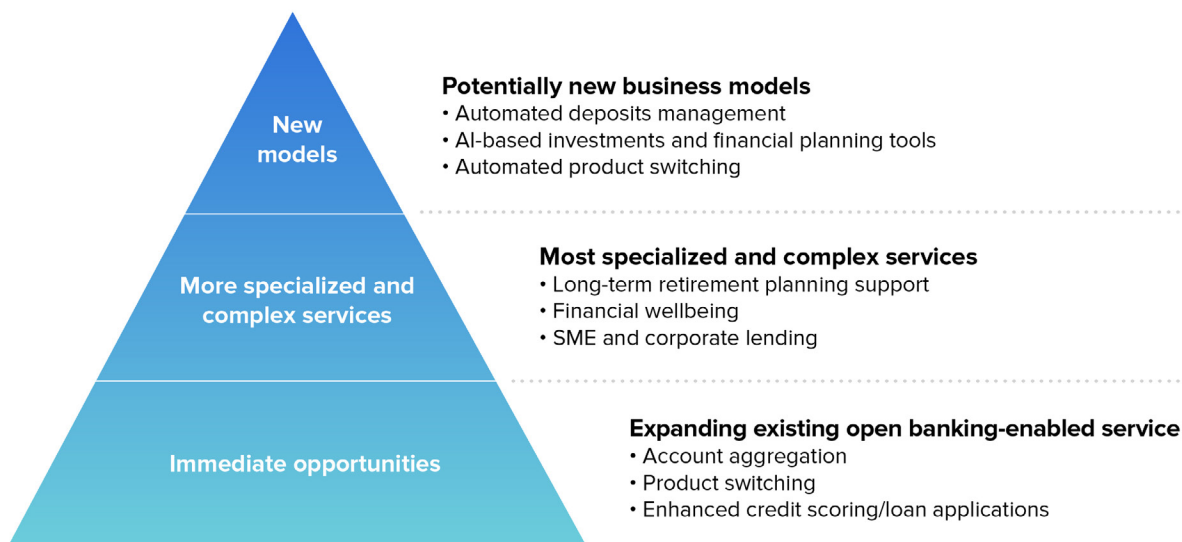 New
models
Potentially new business models
• Automated deposits management
• AI-based investments and financial planning tools
• Automated product switching
More specialized and
complex services
Most specialized and complex services
• Long-term retirement planning support
• Financial wellbeing
• SME and corporate lending
Immediate opportunities
Expanding existing open banking-enabled service
• Account aggregation
• Product switching
• Enhanced credit scoring/loan applications